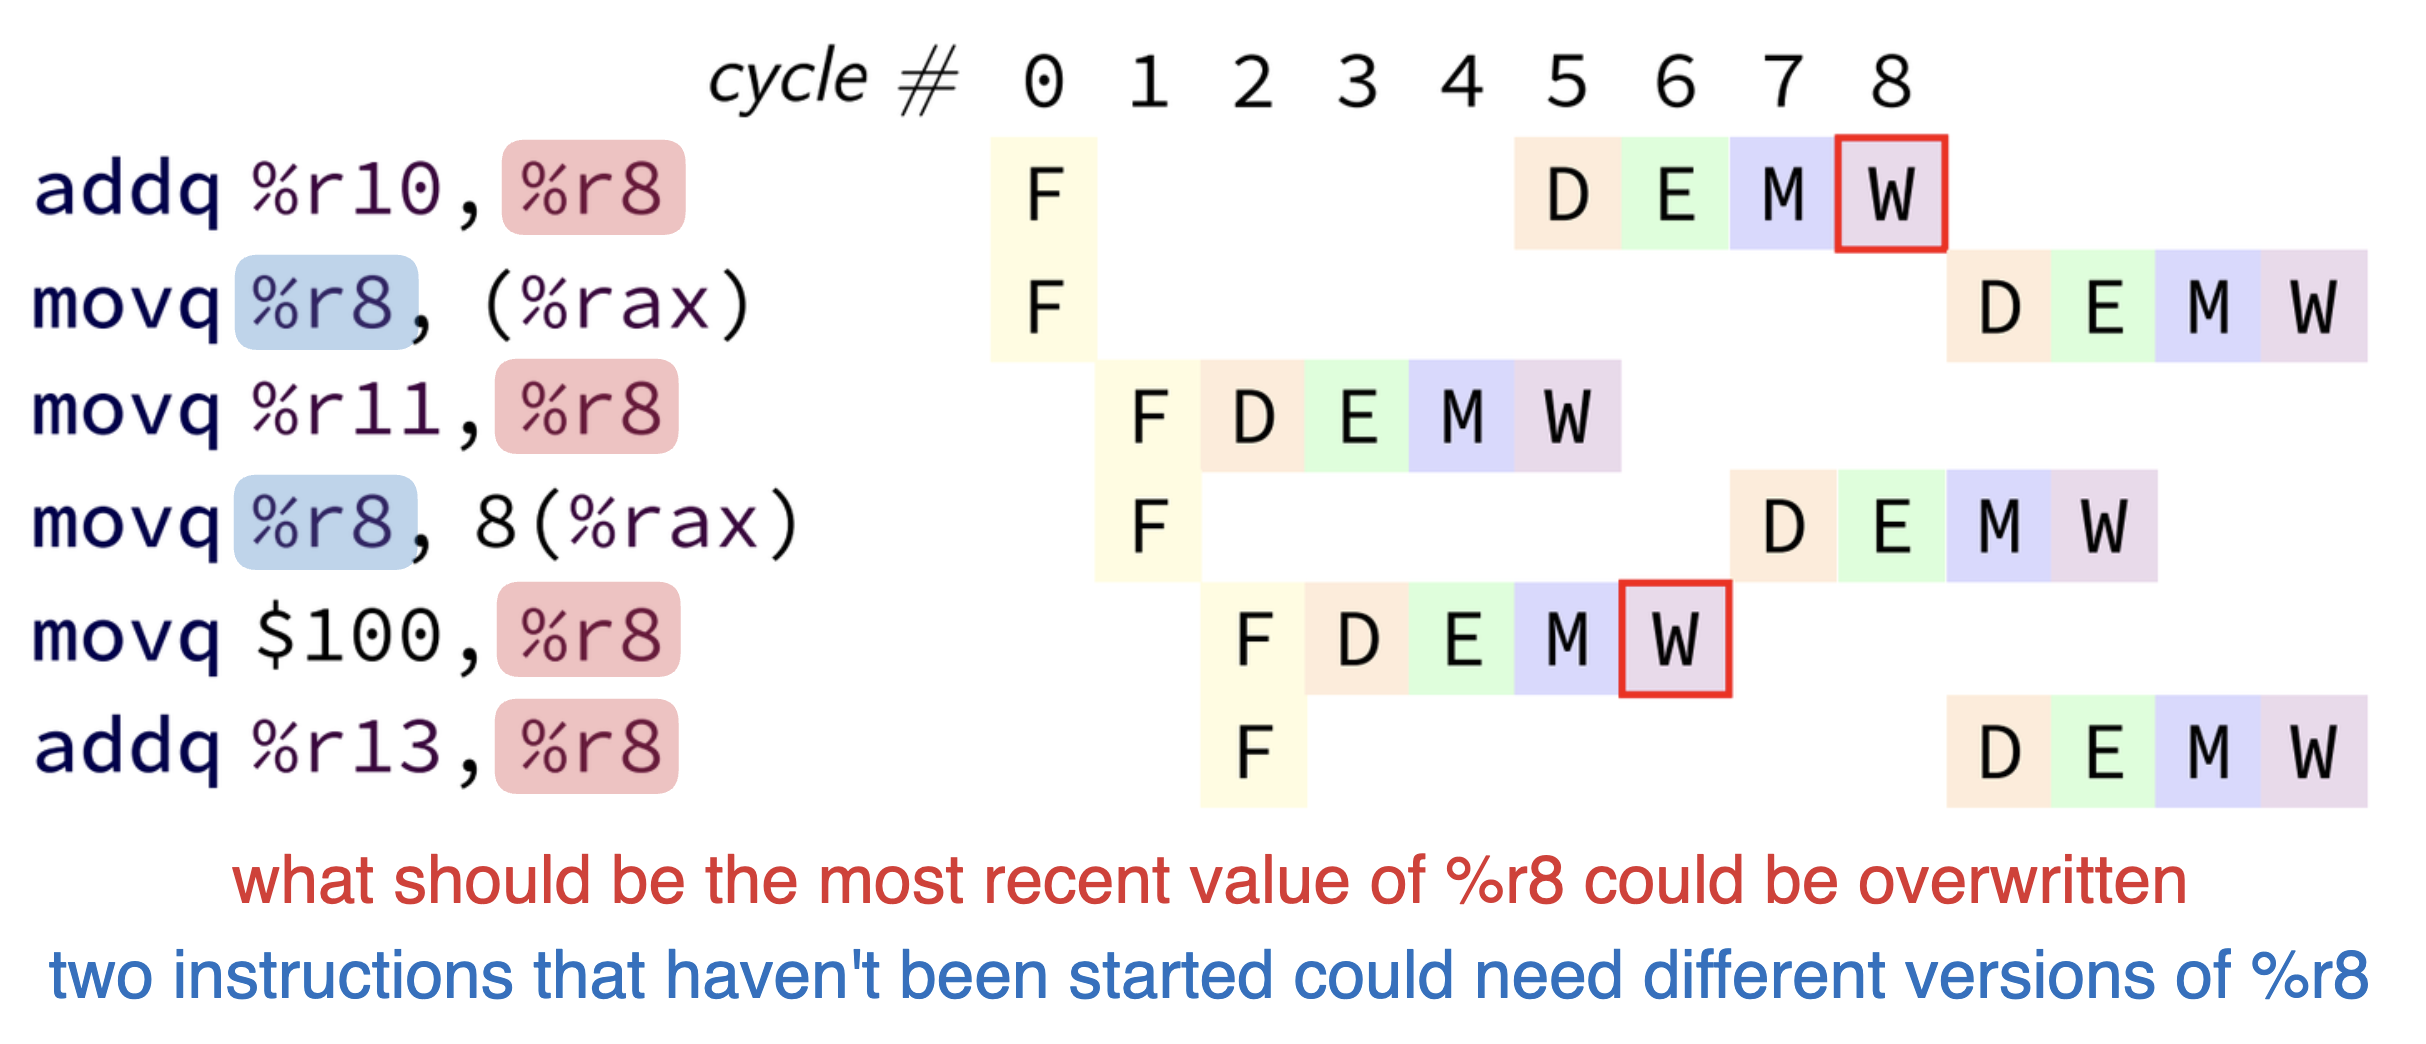 cycle # 0 1 2 3 4 5 6 7 8
addq %r10, %r8 F D E M W
movq %r8, (%rax) F D E M W
movq %r11, %r8 F D E M W
movq %r8, 8(%rax) F D E M W
movq $100, %r8 F D E M W
addq %r13, %r8 F D E M W
what should be the most recent value of %r8 could be overwritten
two instructions that haven't been started could need different versions of %r8